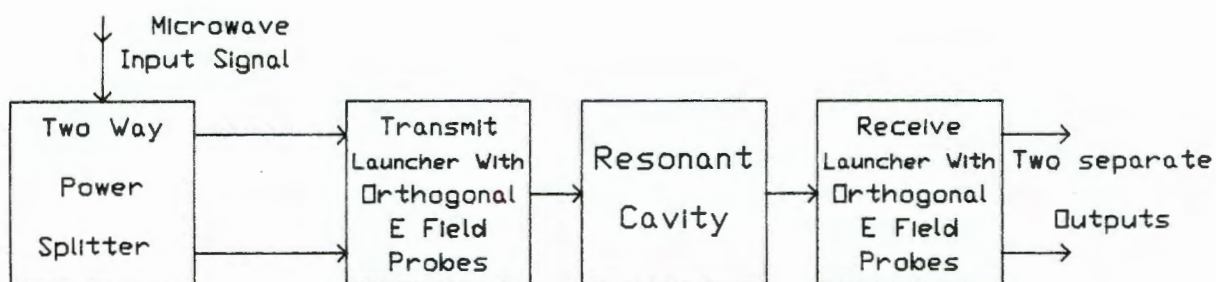 Microwave
Input Signal
Two Way
Power
Splitter
Transmit
Launcher With
Orthogonal
E Field
Probes
Resonant
Cavity
Receive
Launcher With
Orthogonal
E Field
Probes
Two separate
Outputs